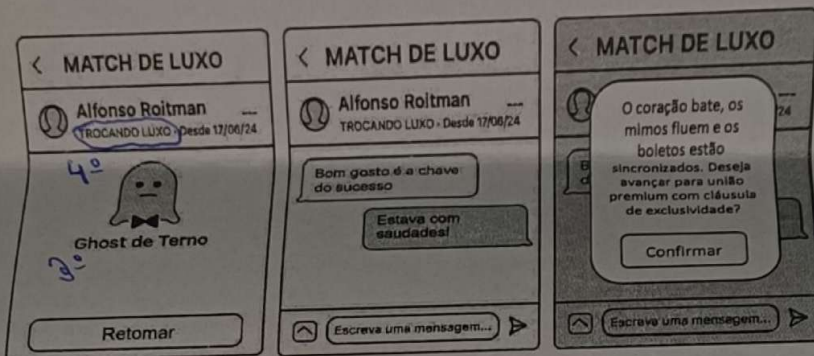 < MATCH DE LUXO
Alfonso Roitman
TROCANDO LUXO - Desde 17/06/24
4º
Ghost de Terno
3º
Retomar
< MATCH DE LUXO
Alfonso Roitman
TROCANDO LUXO - Desde 17/06/24
Bom gosto é a chave
do sucesso
Estava com
saudades!
Escreva uma mensagem...
< MATCH DE LUXO
24
O coração bate, os
mimos fluem e os
boletos estão
sincronizados. Deseja
avançar para união
premium com cláusula
de exclusividade?
Confirmar
B
d
Escreva uma mensagem...